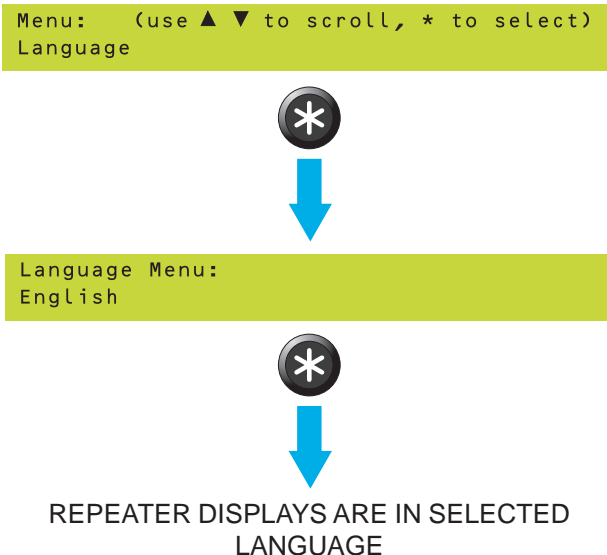 Menu: (use ▲ ▼ to scroll, * to select)
Language
Language Menu:
English
REPEATER DISPLAYS ARE IN SELECTED
LANGUAGE